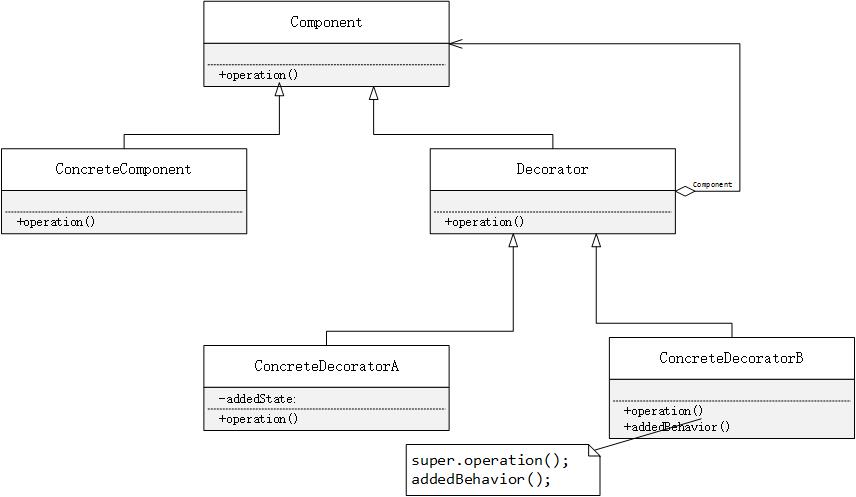 Component
+operation()
ConcreteComponent
+operation()
Decorator
+operation()
Component
ConcreteDecoratorA
-addedState:
+operation()
ConcreteDecoratorB
+operation()
+addedBehavior()
super.operation();
addedBehavior();